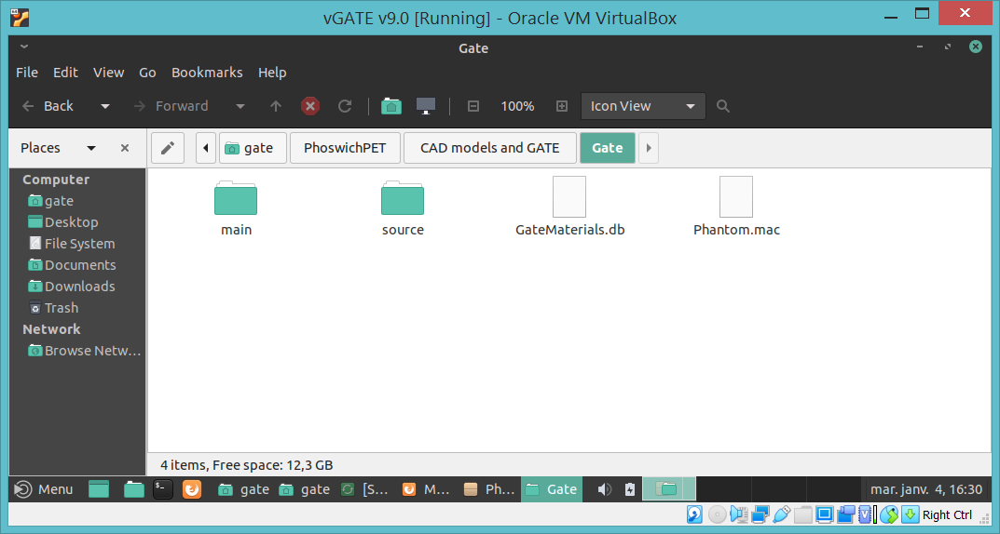 vGATE v9.0 [Running] - Oracle VM VirtualBox
Gate
File Edit View Go Bookmarks Help
Back Forward 100% Icon View
Places gate PhoswichPET CAD models and GATE Gate
Computer
gate
Desktop
File System
Documents
Downloads
Trash
Network
Browse Netw...
main source GateMaterials.db Phantom.mac
4 items, Free space: 12,3 GB
Menu gate gate [S... M... Ph... Gate mar. janv. 4, 16:30
Right Ctrl